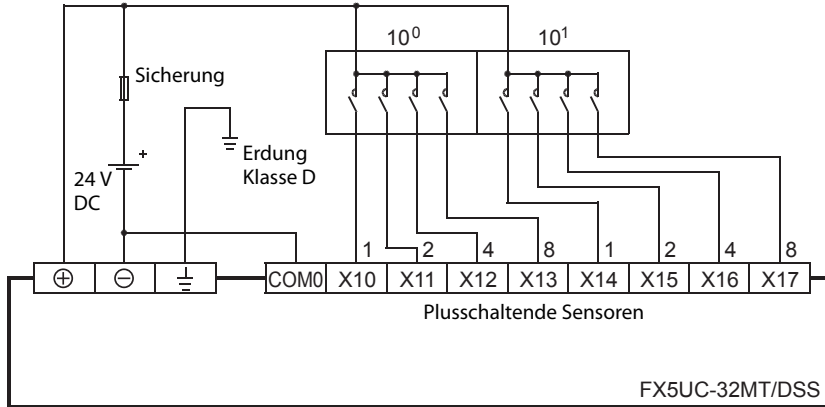 10⁰ 10¹
Sicherung
+
Erdung
Klasse D
24 V
DC
1 2 4 8 1 2 4 8
⊕ ⊖ COM0 X10 X11 X12 X13 X14 X15 X16 X17
Plusschaltende Sensoren
FX5UC-32MT/DSS